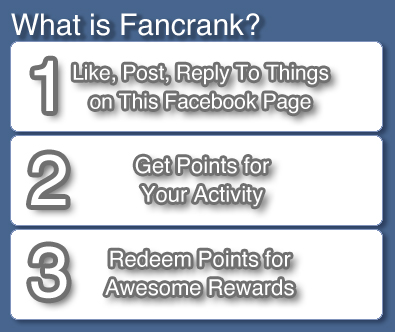 What is Fancrank?
1
Like, Post, Reply To Things
on This Facebook Page
2
Get Points for
Your Activity
3
Redeem Points for
Awesome Rewards